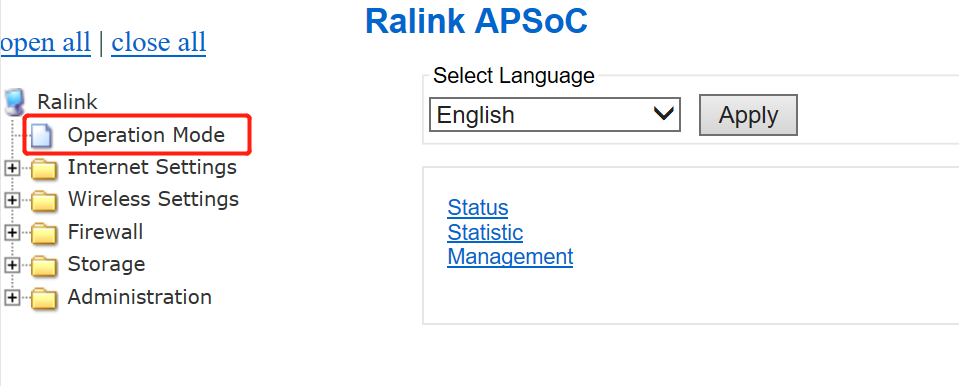 Ralink APSoC
open all | close all
Ralink
Operation Mode
Internet Settings
Wireless Settings
Firewall
Storage
Administration
Select Language
English
Apply
Status
Statistic
Management